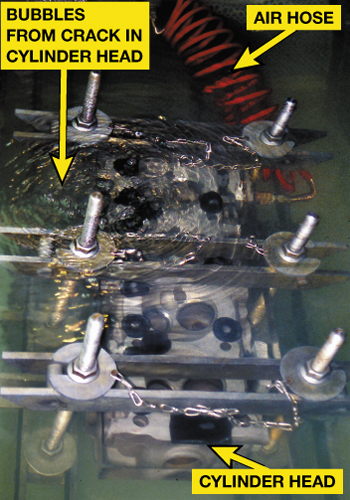 BUBBLES
FROM CRACK IN
CYLINDER HEAD
AIR HOSE
CYLINDER HEAD